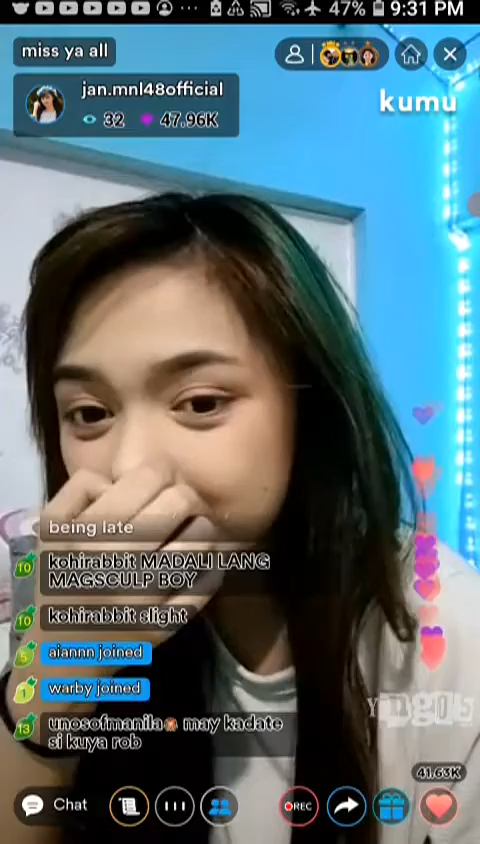 47% 9:31 PM
miss ya all
jan.mnl48official
32 47.96K
kumu
being late
10 kohirabbit MADALI LANG
MAGSCULP BOY
10 kohirabbit slight
5 aiannn joined
1 warby joined
13 unosofmanila may kadate
si kuya rob
41.63K
Chat
REC